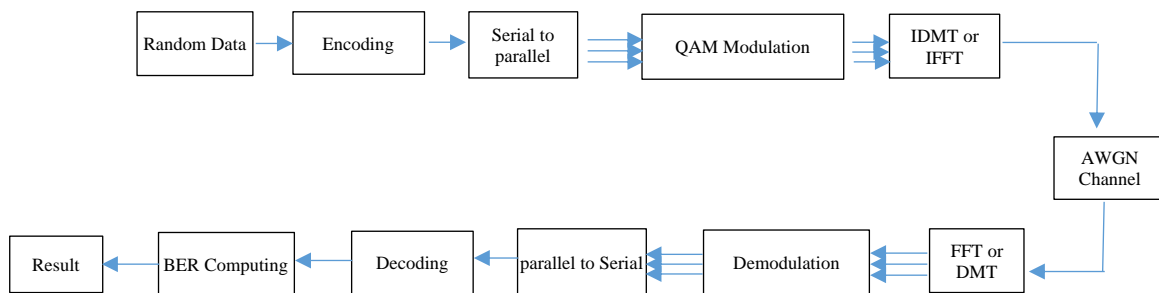 Random Data
Encoding
Serial to
parallel
QAM Modulation
IDMT or
IFFT
AWGN
Channel
FFT or
DMT
Demodulation
parallel to Serial
Decoding
BER Computing
Result